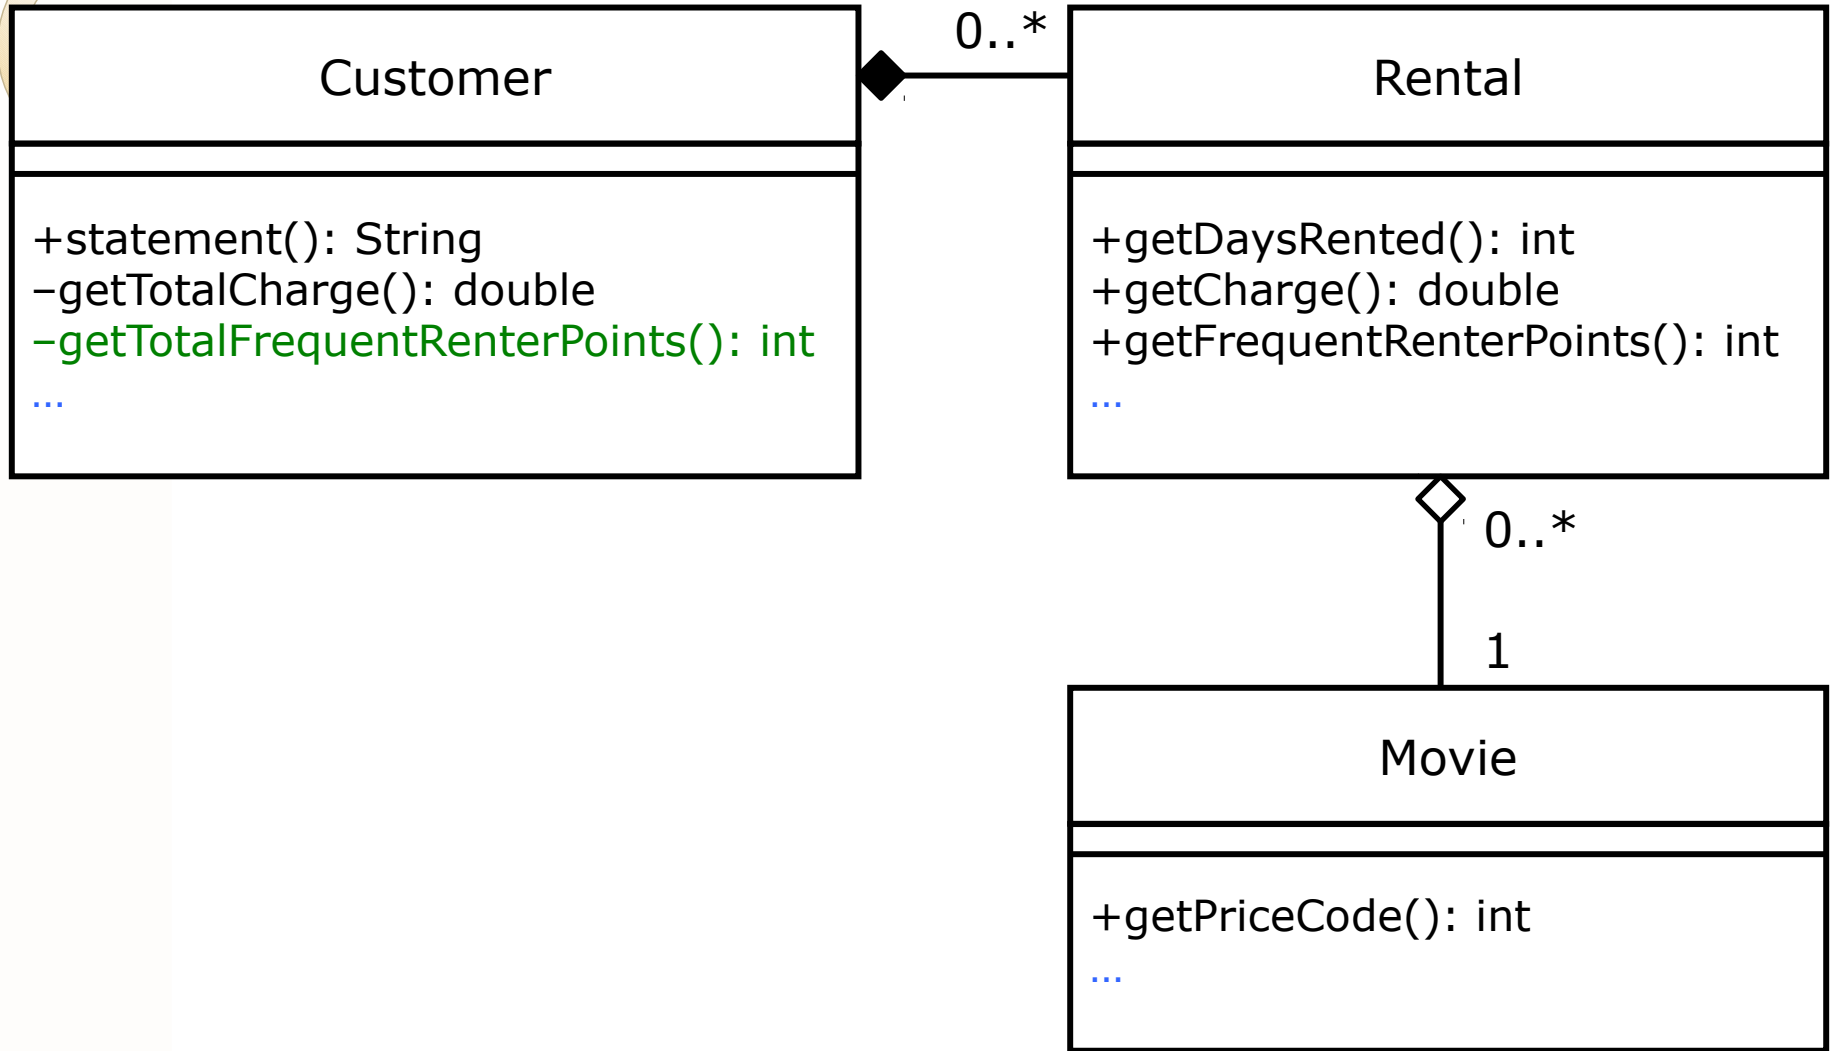 Customer
+statement(): String
–getTotalCharge(): double
–getTotalFrequentRenterPoints(): int
...
0..*
Rental
+getDaysRented(): int
+getCharge(): double
+getFrequentRenterPoints(): int
...
0..*
1
Movie
+getPriceCode(): int
...